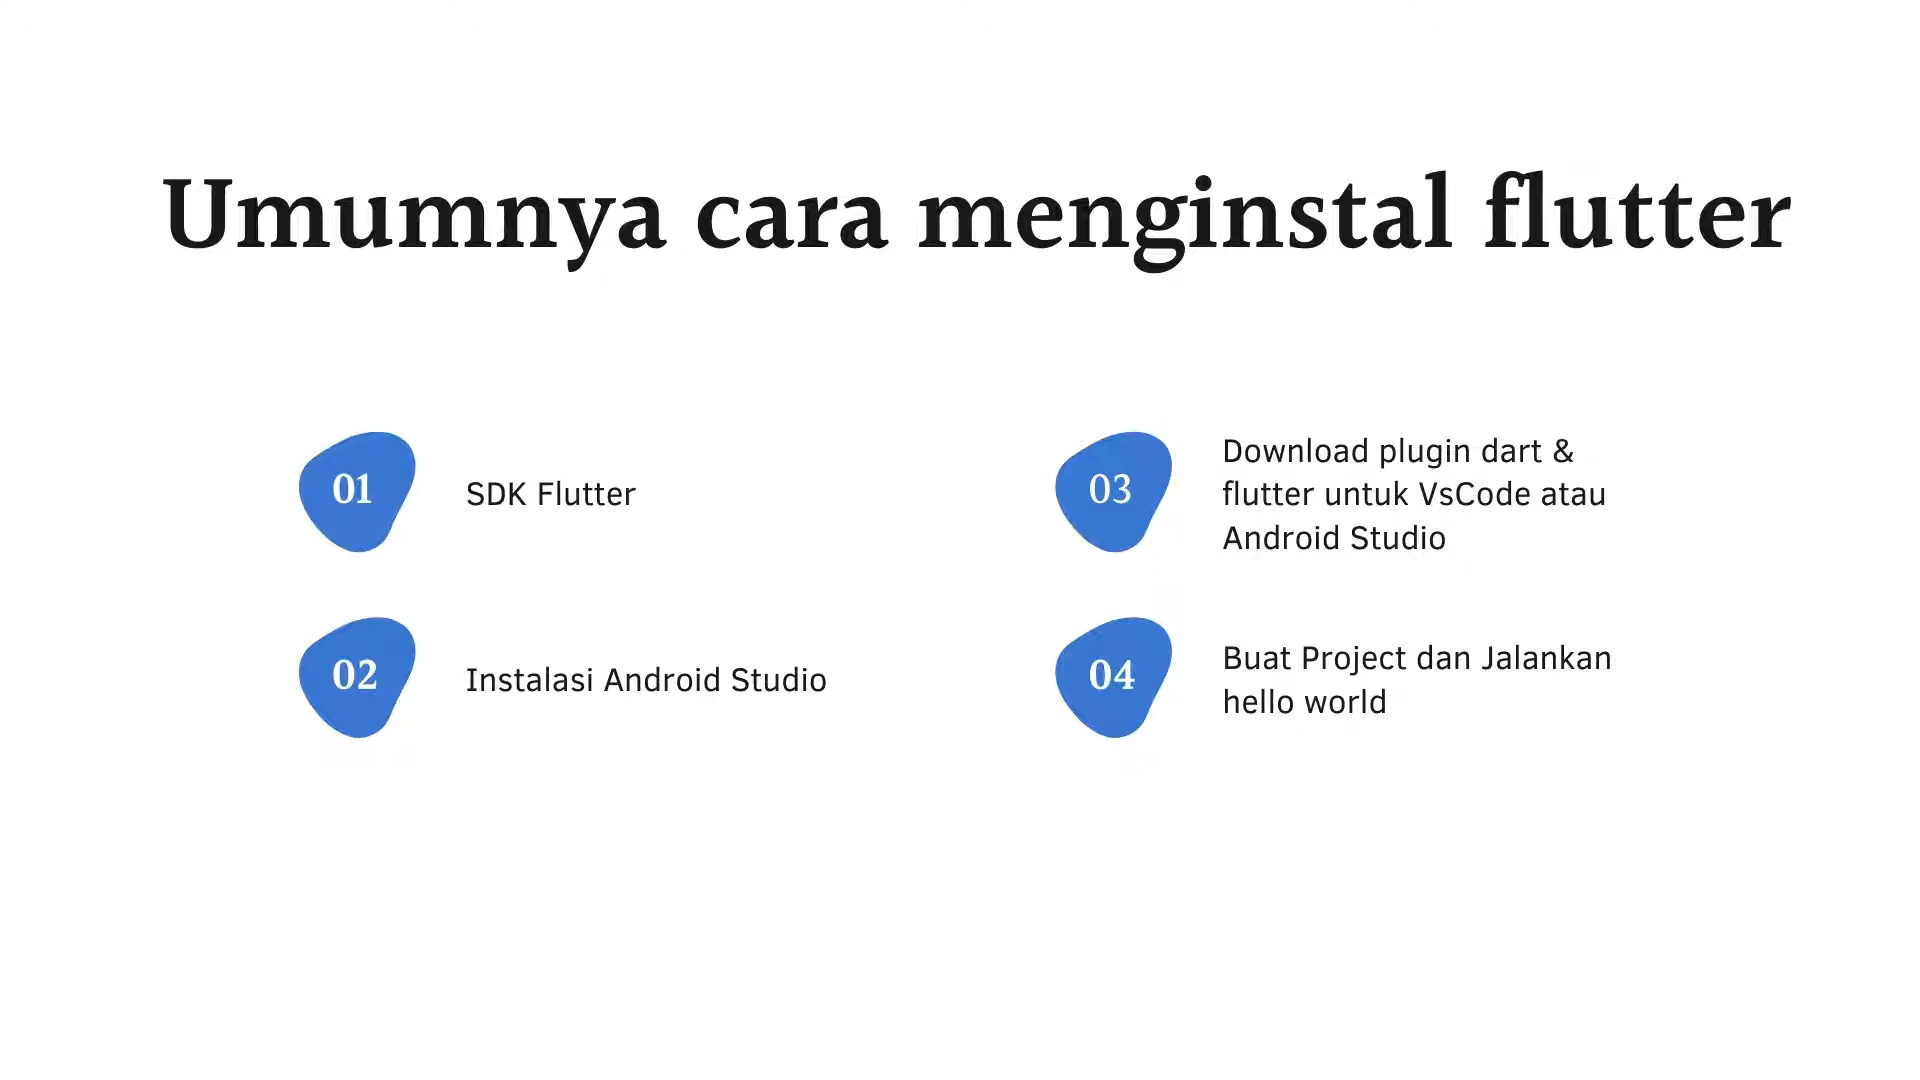 Umumnya cara menginstal flutter
01
SDK Flutter
02
Instalasi Android Studio
03
Download plugin dart &
flutter untuk VsCode atau
Android Studio
04
Buat Project dan Jalankan
hello world